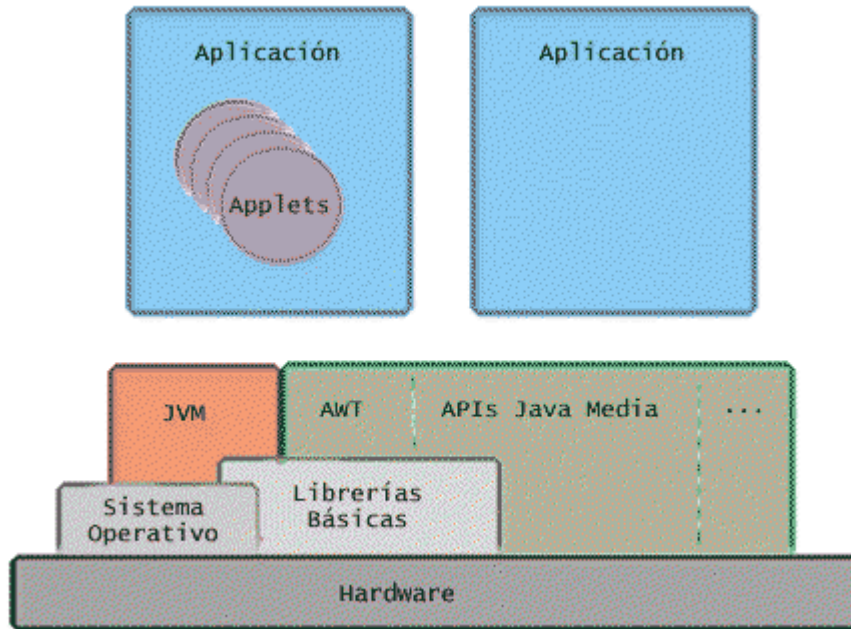 Aplicación
Aplicación
Applets
JVM
AWT
APIs Java Media
...
Librerías
Básicas
Sistema
Operativo
Hardware